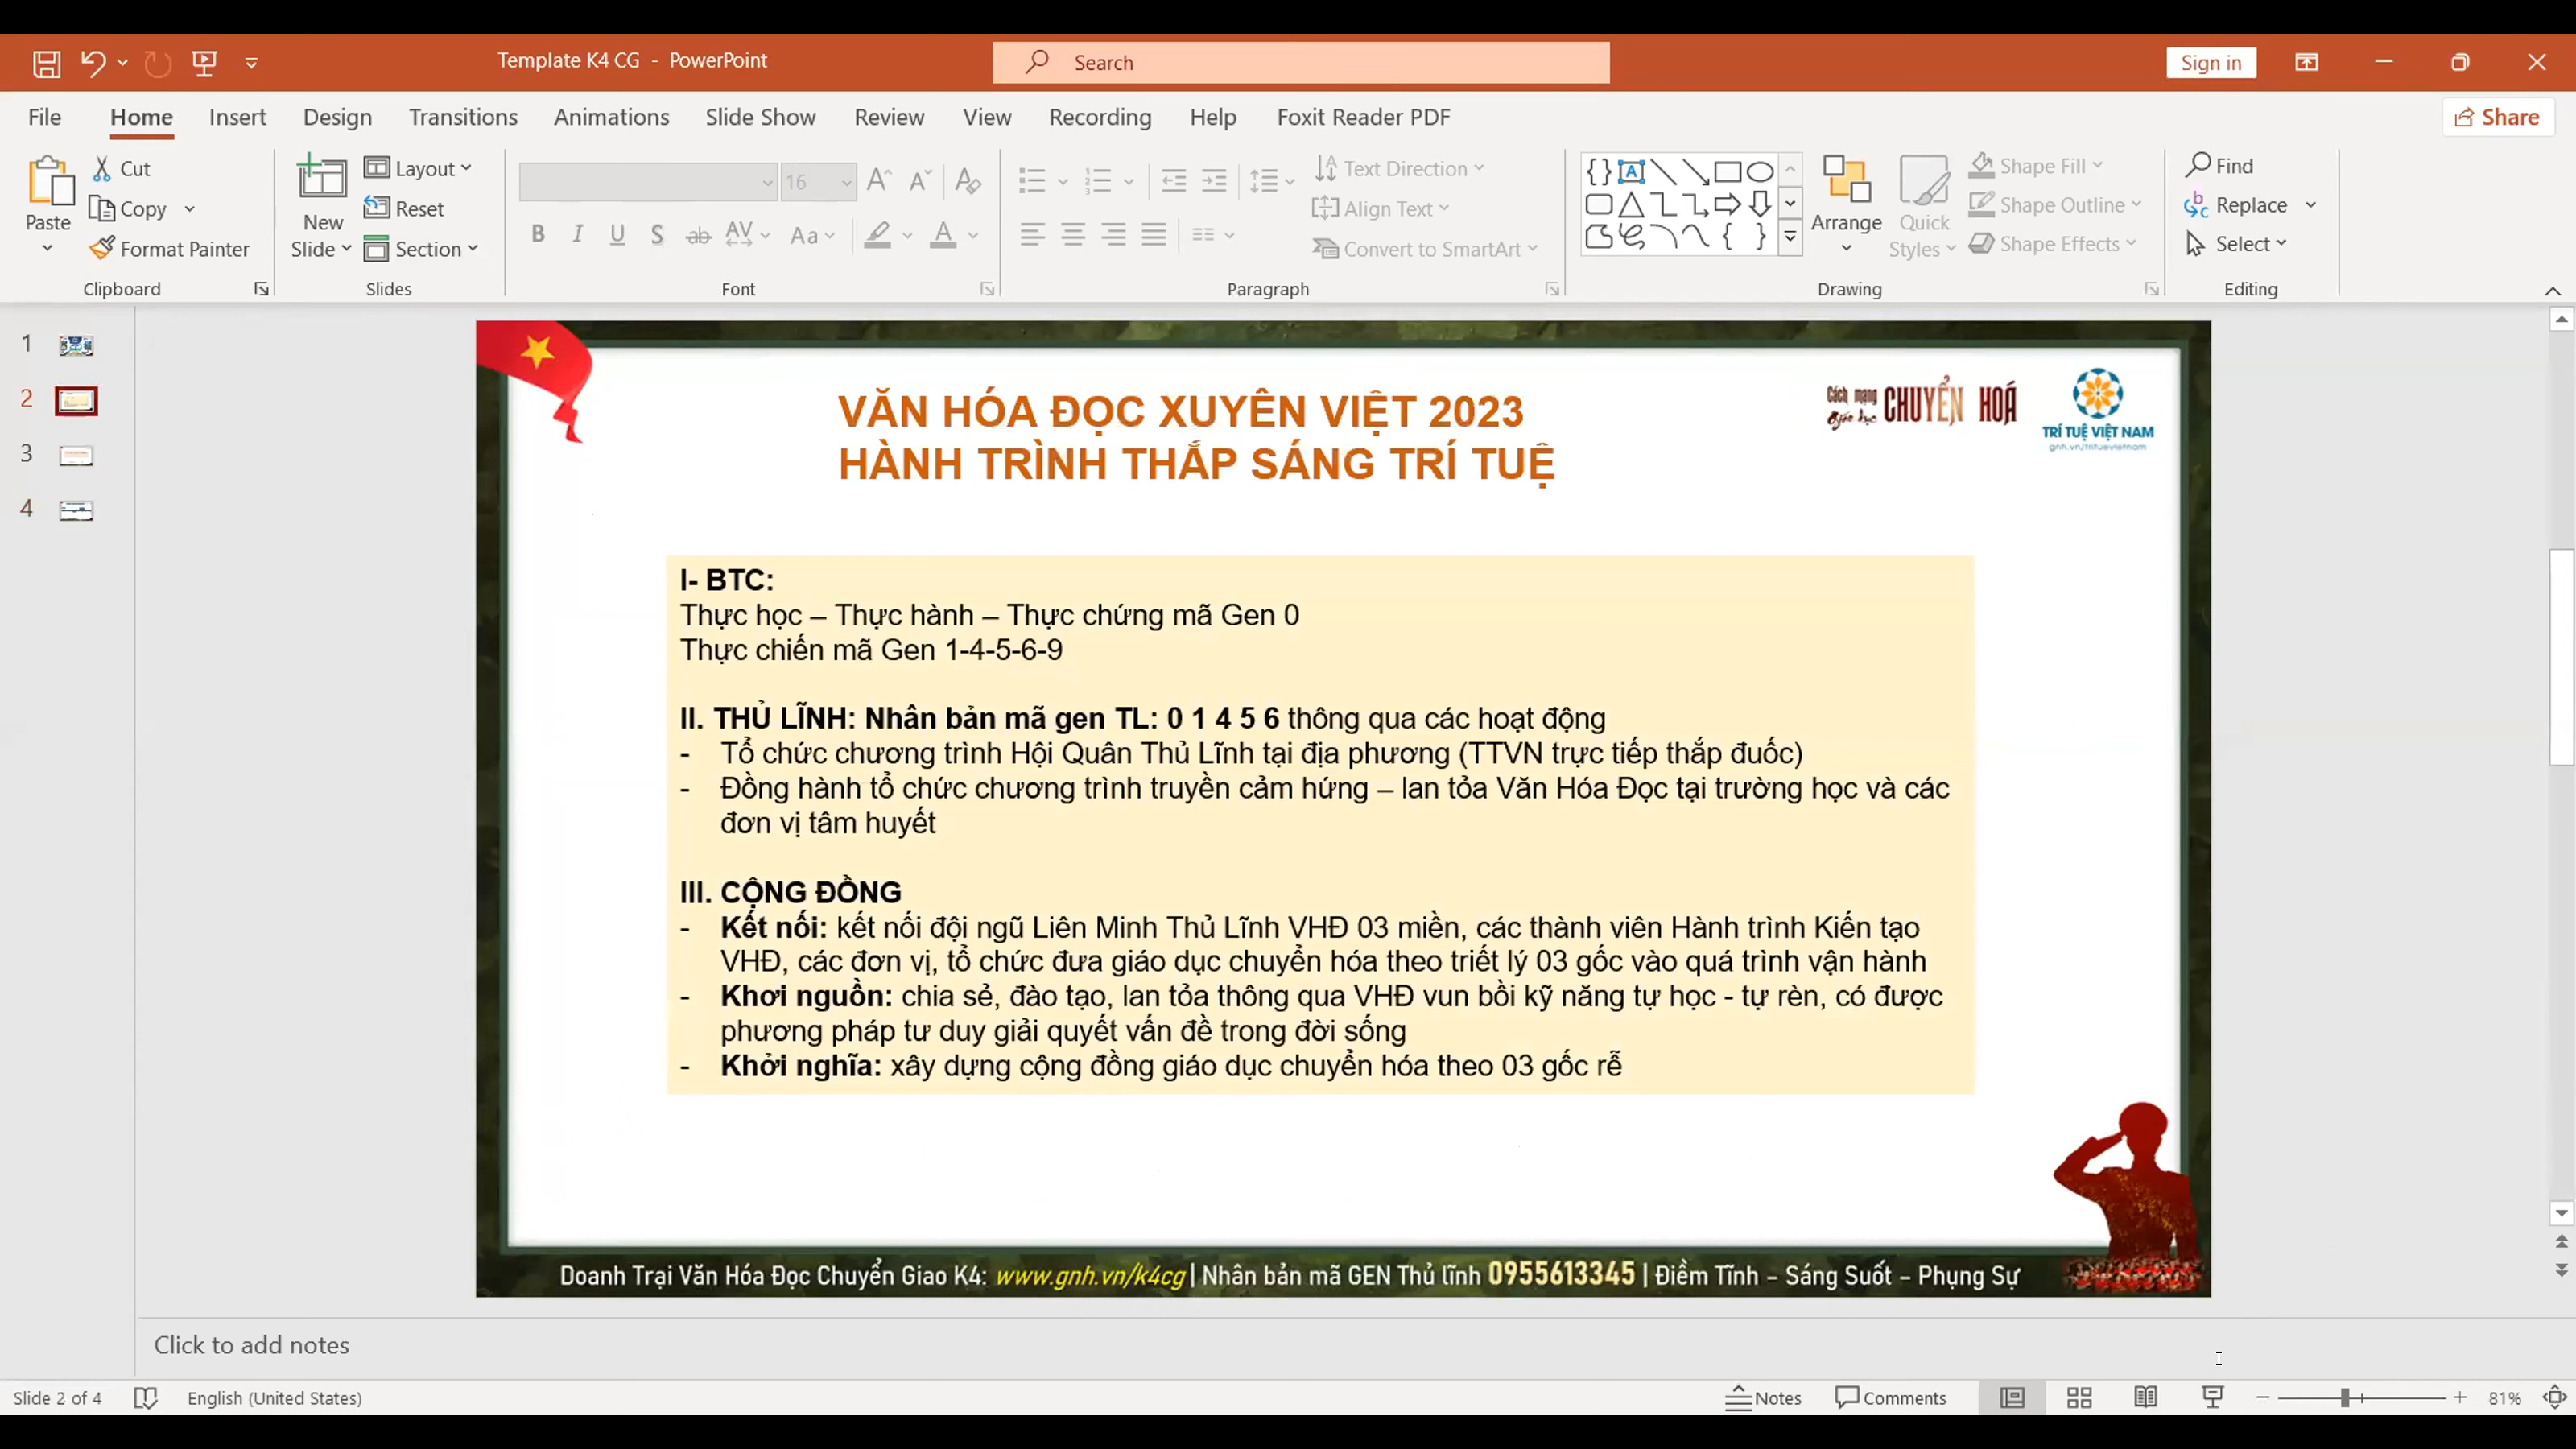 Template K4 CG - PowerPoint
Search
Sign in
File Home Insert Design Transitions Animations Slide Show Review View Recording Help Foxit Reader PDF
Share
Paste
Cut
Copy
Format Painter
Clipboard
New Slide
Layout
Reset
Section
Slides
16
Font
Text Direction
Align Text
Convert to SmartArt
Paragraph
Arrange
Quick Styles
Shape Fill
Shape Outline
Shape Effects
Drawing
Find
Replace
Select
Editing
1
2
3
4
VĂN HÓA ĐỌC XUYÊN VIỆT 2023
HÀNH TRÌNH THẮP SÁNG TRÍ TUỆ
Cách mạng
giáo dục CHUYỂN HOÁ
TRÍ TUỆ VIỆT NAM
gnh.vn/trituevietnam
I- BTC:
Thực học – Thực hành – Thực chứng mã Gen 0
Thực chiến mã Gen 1-4-5-6-9
II. THỦ LĨNH: Nhân bản mã gen TL: 0 1 4 5 6 thông qua các hoạt động
- Tổ chức chương trình Hội Quân Thủ Lĩnh tại địa phương (TTVN trực tiếp thắp đuốc)
- Đồng hành tổ chức chương trình truyền cảm hứng – lan tỏa Văn Hóa Đọc tại trường học và các
đơn vị tâm huyết
III. CỘNG ĐỒNG
- Kết nối: kết nối đội ngũ Liên Minh Thủ Lĩnh VHĐ 03 miền, các thành viên Hành trình Kiến tạo
VHĐ, các đơn vị, tổ chức đưa giáo dục chuyển hóa theo triết lý 03 gốc vào quá trình vận hành
- Khơi nguồn: chia sẻ, đào tạo, lan tỏa thông qua VHĐ vun bồi kỹ năng tự học - tự rèn, có được
phương pháp tư duy giải quyết vấn đề trong đời sống
- Khởi nghĩa: xây dựng cộng đồng giáo dục chuyển hóa theo 03 gốc rễ
Doanh Trại Văn Hóa Đọc Chuyển Giao K4: www.gnh.vn/k4cg | Nhân bản mã GEN Thủ lĩnh 0955613345 | Điềm Tĩnh – Sáng Suốt – Phụng Sự
Click to add notes
Slide 2 of 4
English (United States)
Notes
Comments
81%